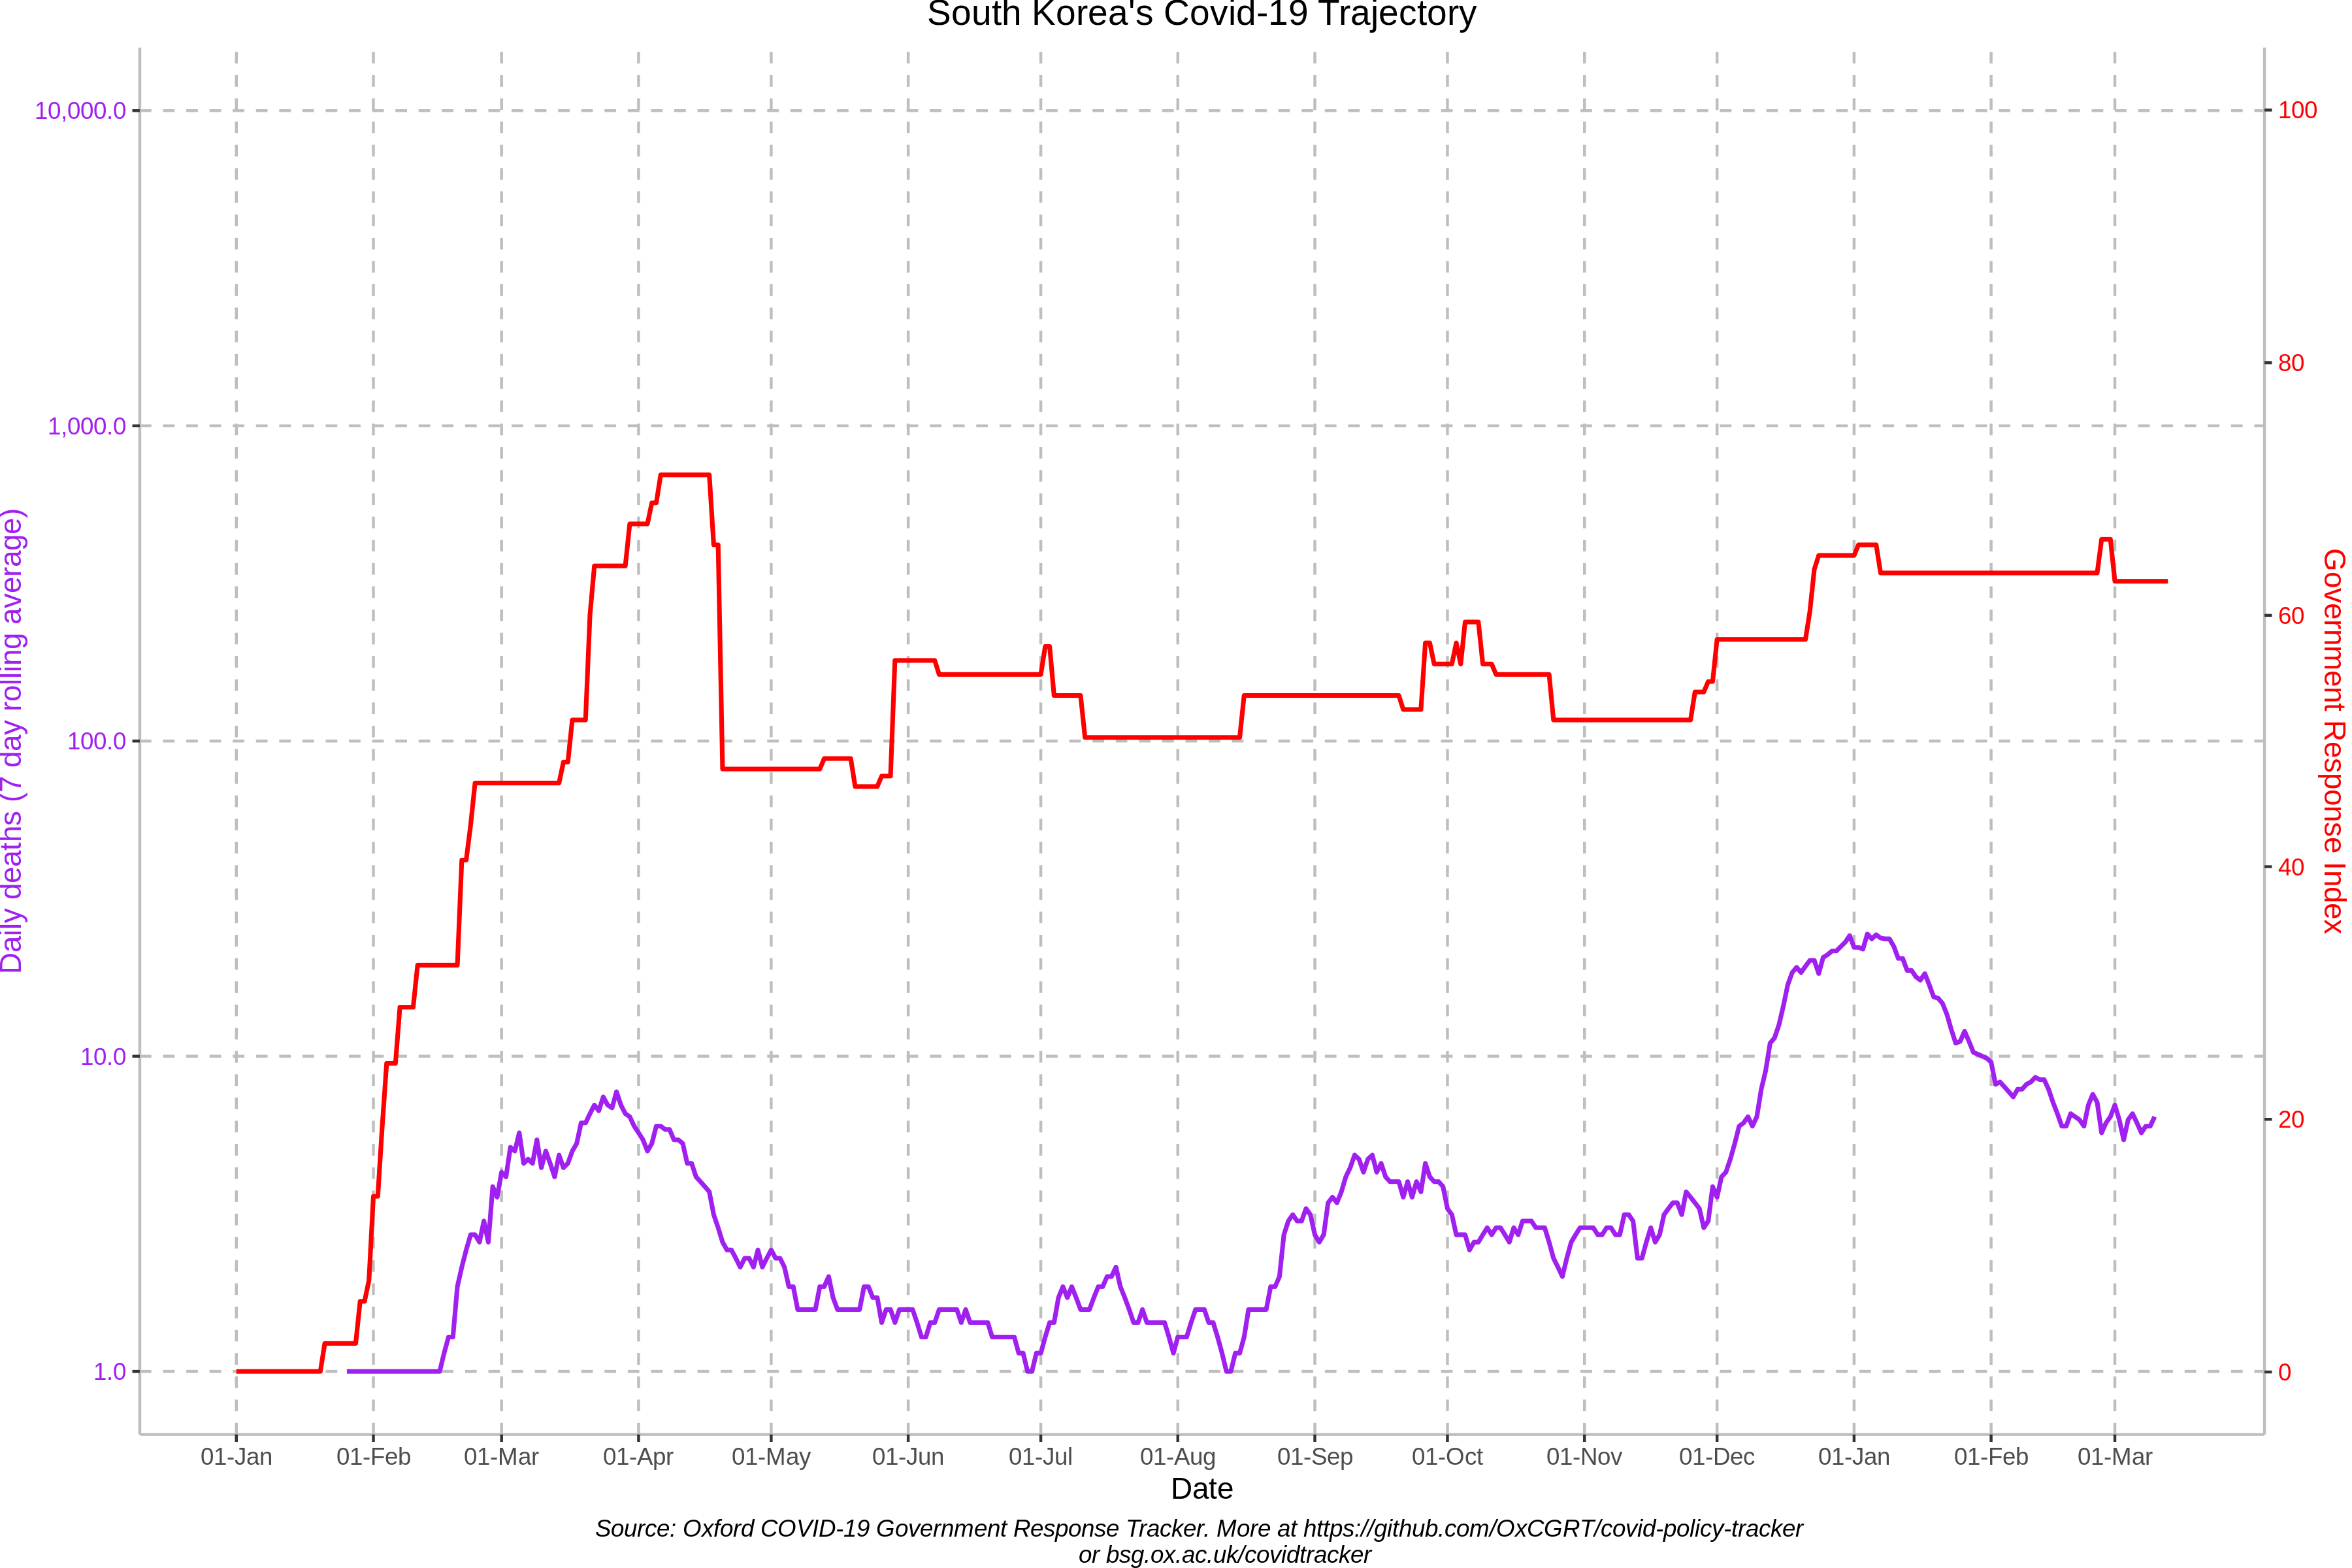 South Korea's Covid-19 Trajectory
10,000.0
1,000.0
100.0
10.0
1.0
Daily deaths (7 day rolling average)
100
80
60
40
20
0
Government Response Index
01-Jan 01-Feb 01-Mar 01-Apr 01-May 01-Jun 01-Jul 01-Aug 01-Sep 01-Oct 01-Nov 01-Dec 01-Jan 01-Feb 01-Mar
Date
Source: Oxford COVID-19 Government Response Tracker. More at https://github.com/OxCGRT/covid-policy-tracker
or bsg.ox.ac.uk/covidtracker